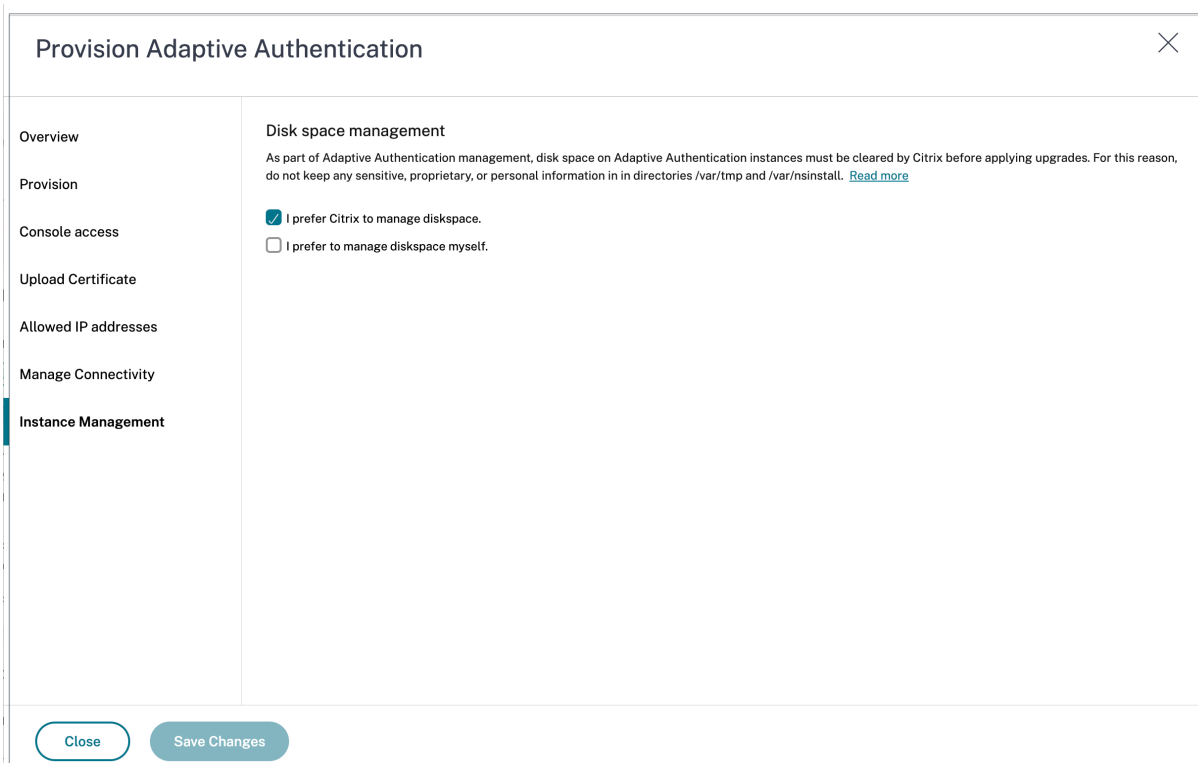 Provision Adaptive Authentication
Overview
Provision
Console access
Upload Certificate
Allowed IP addresses
Manage Connectivity
Instance Management
Disk space management
As part of Adaptive Authentication management, disk space on Adaptive Authentication instances must be cleared by Citrix before applying upgrades. For this reason,
do not keep any sensitive, proprietary, or personal information in in directories /var/tmp and /var/nsinstall. Read more
I prefer Citrix to manage diskspace.
I prefer to manage diskspace myself.
Close
Save Changes